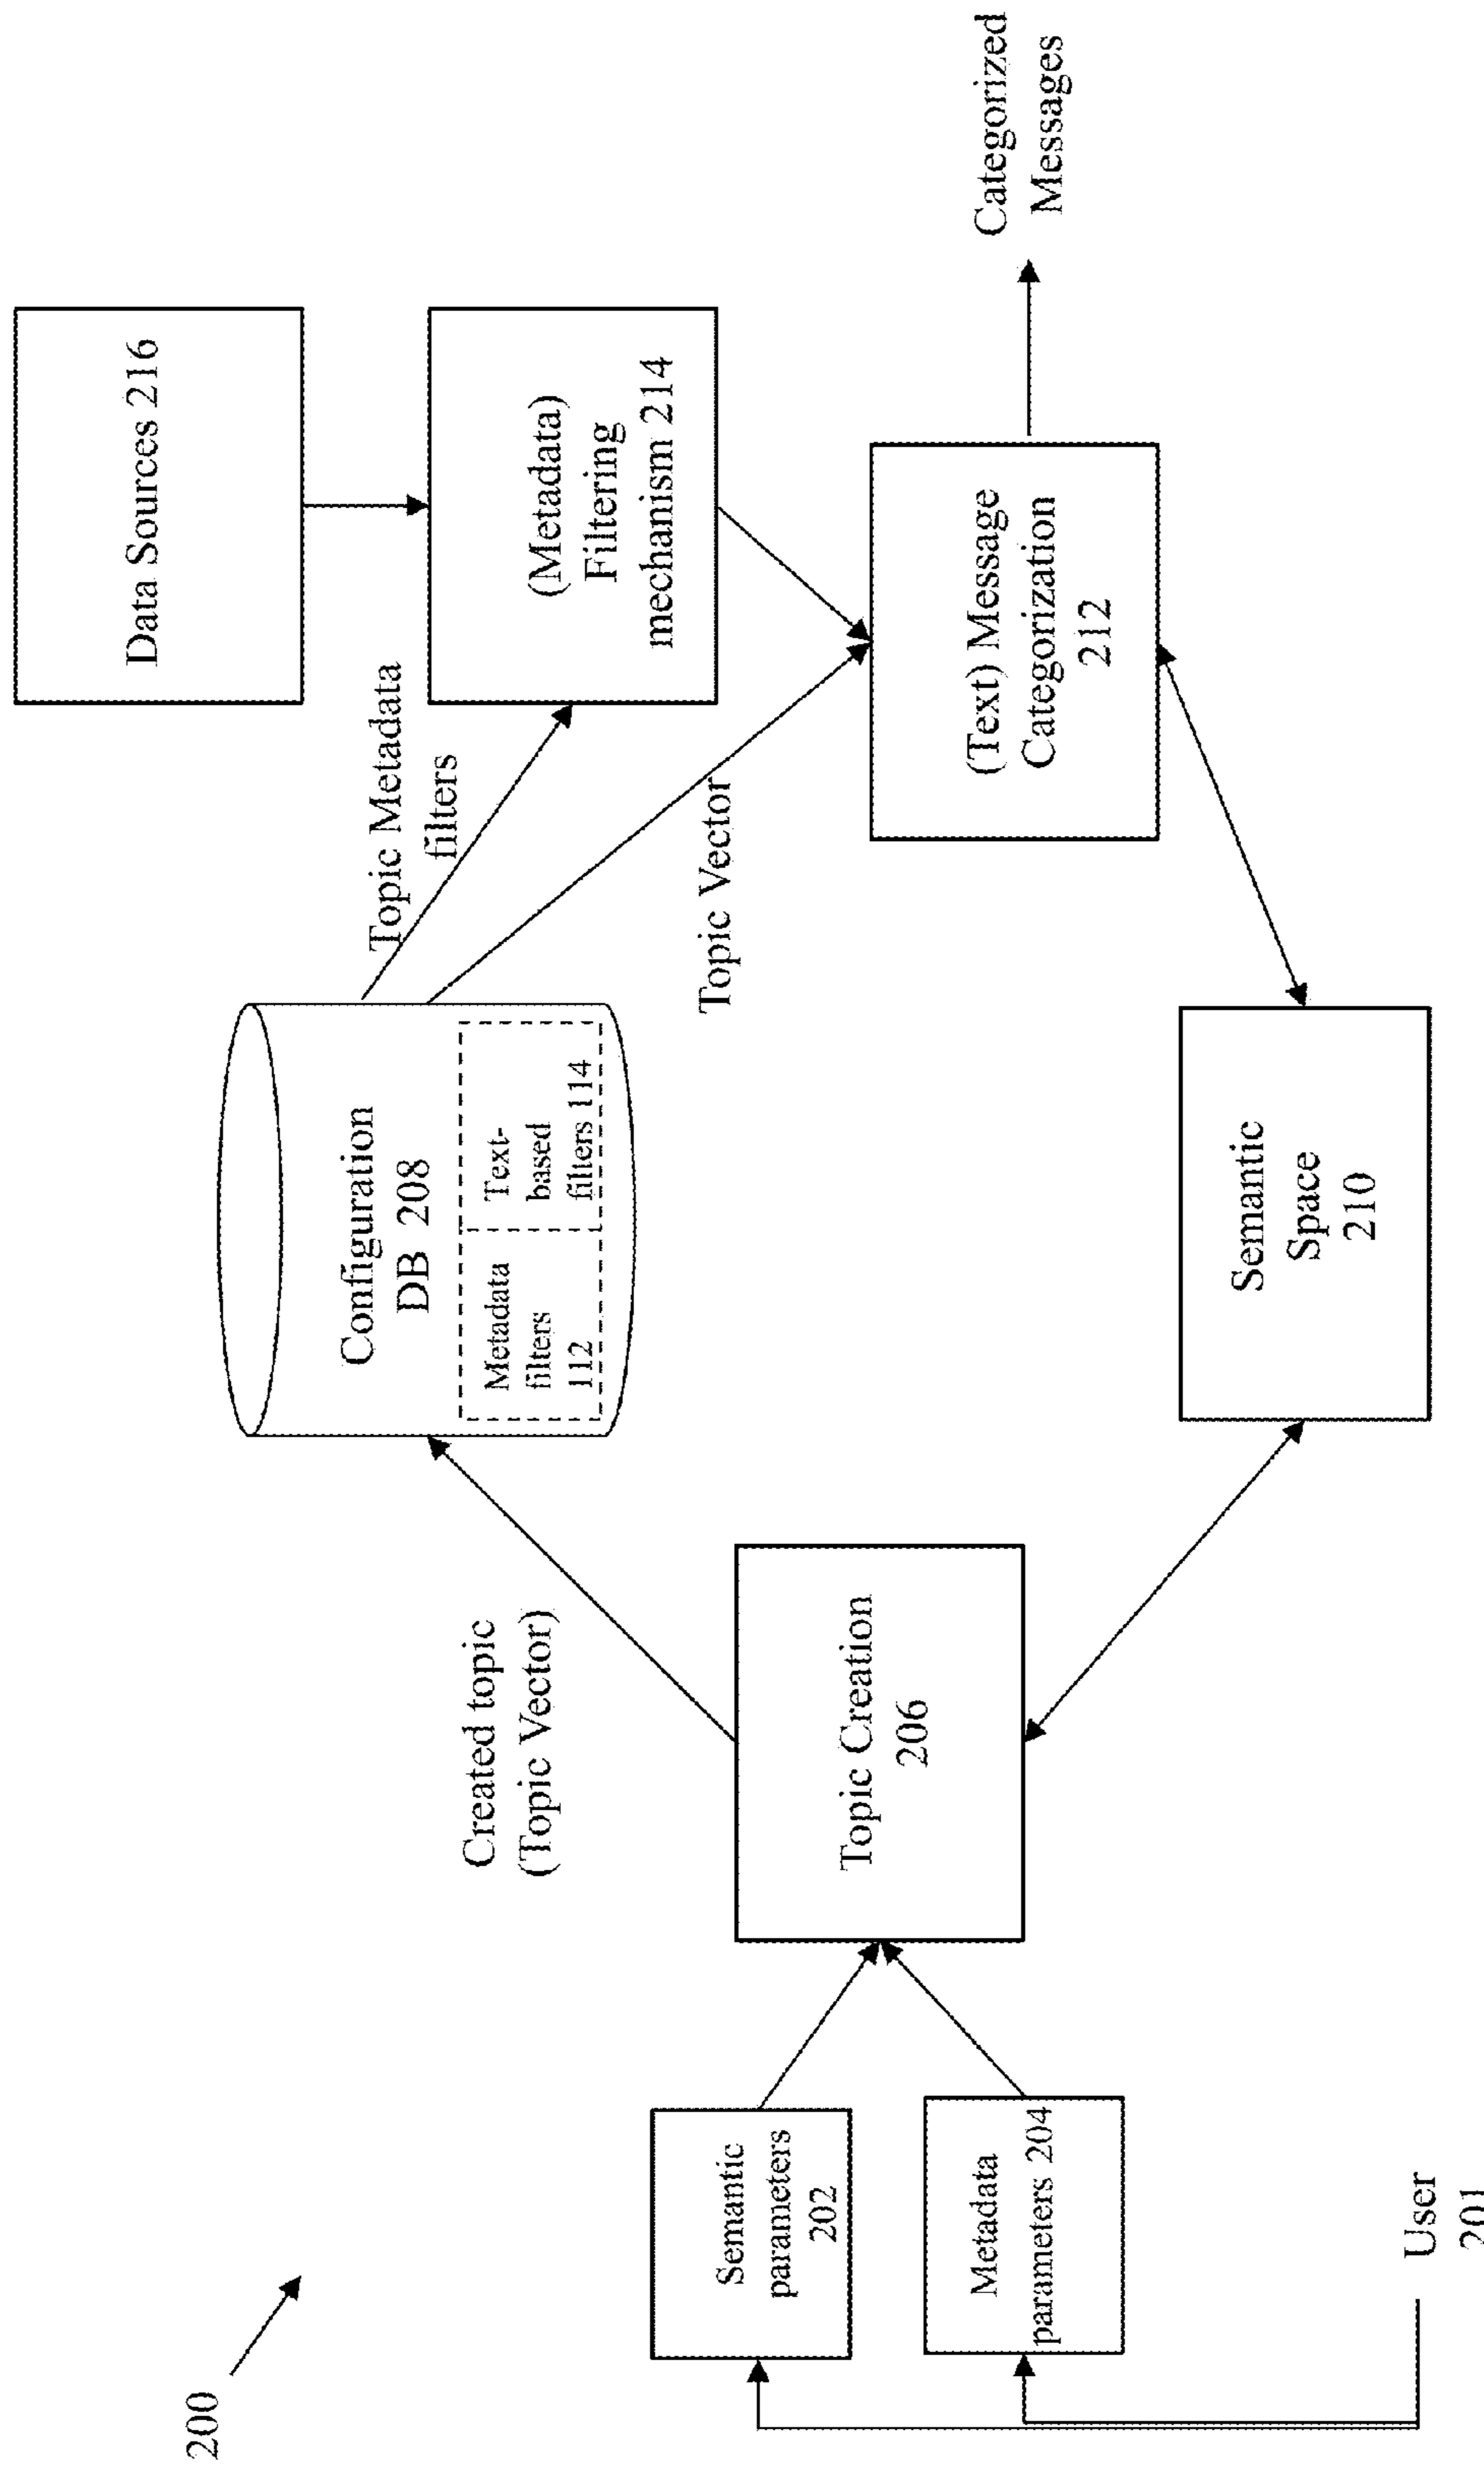 200
Data Sources 216
Configuration
DB 208
Metadata
filters
112
Text-
based
filters 114
Topic Metadata
filters
(Metadata)
Filtering
mechanism 214
Created topic
(Topic Vector)
Topic Vector
Semantic
parameters
202
Topic Creation
206
(Text) Message
Categorization
212
Categorized
Messages
Metadata
parameters 204
Semantic
Space
210
User
201